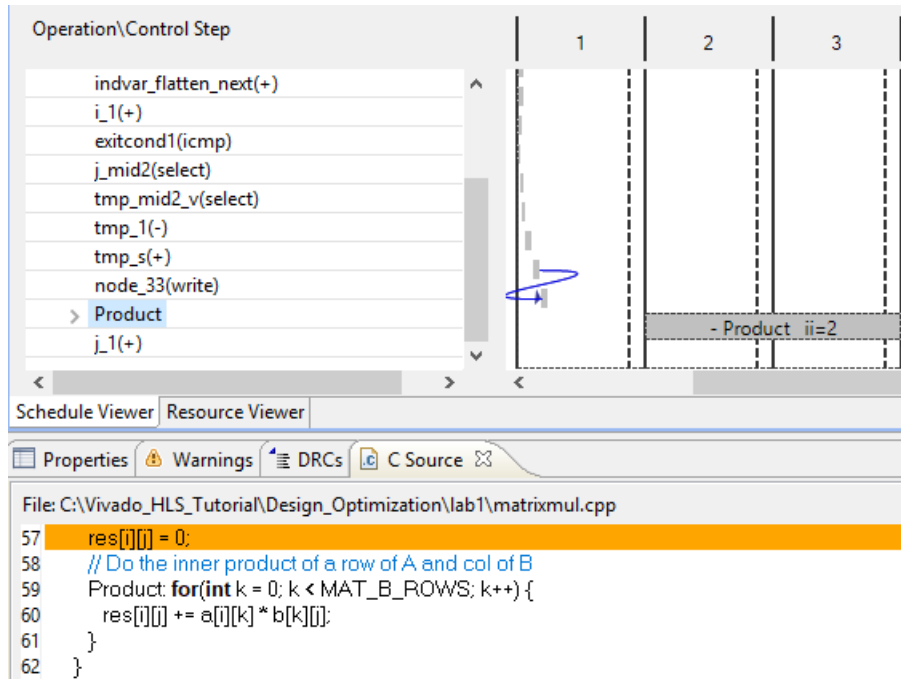 Operation\Control Step 1 2 3
indvar_flatten_next(+)
i_1(+)
exitcond1(icmp)
j_mid2(select)
tmp_mid2_v(select)
tmp_1(-)
tmp_s(+)
node_33(write)
Product - Product ii=2
j_1(+)
Schedule Viewer Resource Viewer
Properties Warnings DRCs C Source
File: C:\Vivado_HLS_Tutorial\Design_Optimization\lab1\matrixmul.cpp
57 res[i][j] = 0;
58 // Do the inner product of a row of A and col of B
59 Product: for(int k = 0; k < MAT_B_ROWS; k++) {
60 res[i][j] += a[i][k] * b[k][j];
61 }
62 }